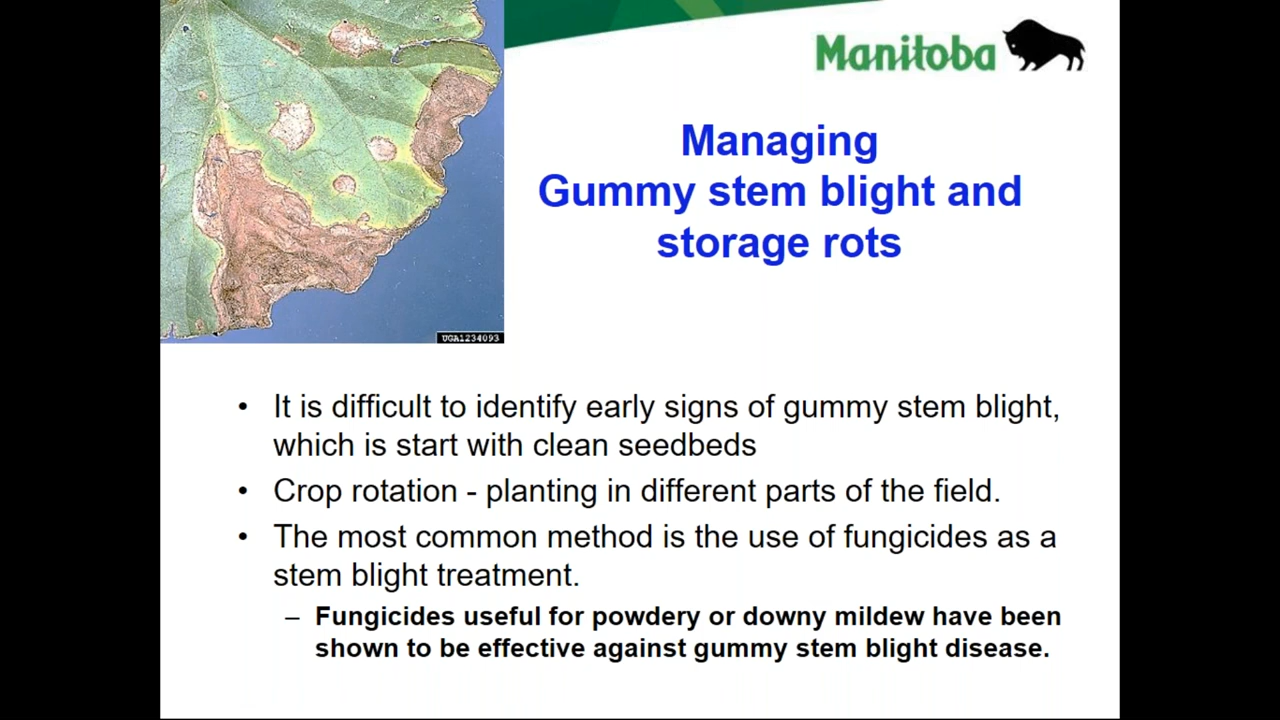 Manitoba
Managing
Gummy stem blight and
storage rots
UGA1234093
• It is difficult to identify early signs of gummy stem blight,
which is start with clean seedbeds
• Crop rotation - planting in different parts of the field.
• The most common method is the use of fungicides as a
stem blight treatment.
– Fungicides useful for powdery or downy mildew have been
shown to be effective against gummy stem blight disease.